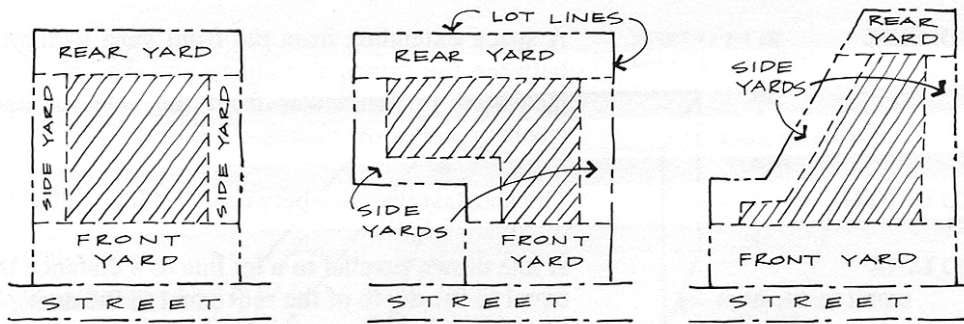 REAR YARD
SIDE YARD
SIDE YARD
FRONT
YARD
STREET
LOT LINES
REAR YARD
SIDE
YARDS
FRONT
YARD
STREET
REAR
YARD
SIDE
YARDS
FRONT YARD
STREET